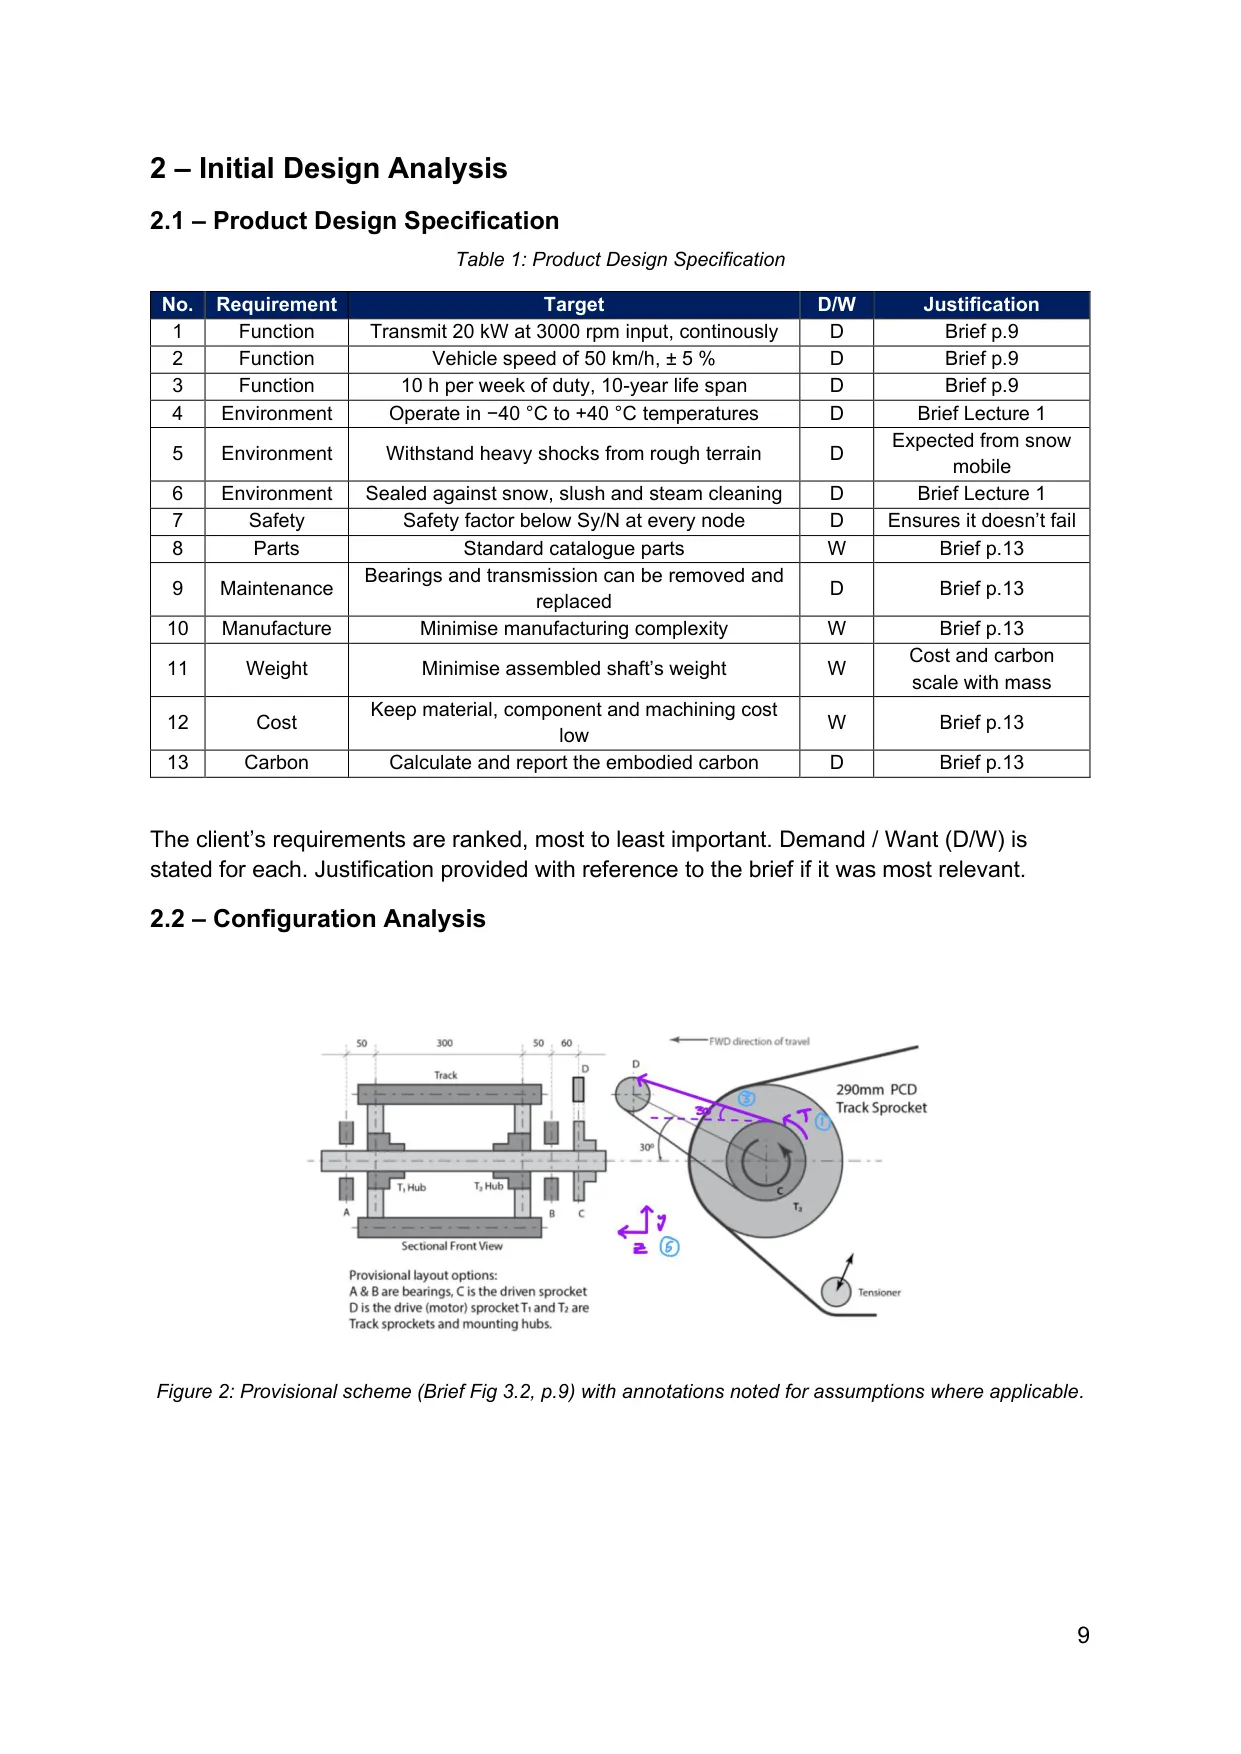 2 – Initial Design Analysis
2.1 – Product Design Specification
Table 1: Product Design Specification
No. Requirement Target D/W Justification
1 Function Transmit 20 kW at 3000 rpm input, continously D Brief p.9
2 Function Vehicle speed of 50 km/h, ± 5 % D Brief p.9
3 Function 10 h per week of duty, 10-year life span D Brief p.9
4 Environment Operate in −40 °C to +40 °C temperatures D Brief Lecture 1
5 Environment Withstand heavy shocks from rough terrain D Expected from snow
mobile
6 Environment Sealed against snow, slush and steam cleaning D Brief Lecture 1
7 Safety Safety factor below Sy/N at every node D Ensures it doesn’t fail
8 Parts Standard catalogue parts W Brief p.13
9 Maintenance Bearings and transmission can be removed and
replaced D Brief p.13
10 Manufacture Minimise manufacturing complexity W Brief p.13
11 Weight Minimise assembled shaft’s weight W Cost and carbon
scale with mass
12 Cost Keep material, component and machining cost
low W Brief p.13
13 Carbon Calculate and report the embodied carbon D Brief p.13
The client’s requirements are ranked, most to least important. Demand / Want (D/W) is
stated for each. Justification provided with reference to the brief if it was most relevant.
2.2 – Configuration Analysis
50 300 50 60
FWD direction of travel
D
D
Track
290mm PCD
Track Sprocket
3
30
T
1
30°
T₁ Hub
T₂ Hub
C
T₂
A
B
C
y
z
5
Sectional Front View
Tensioner
Provisional layout options:
A & B are bearings, C is the driven sprocket
D is the drive (motor) sprocket T₁ and T₂ are
Track sprockets and mounting hubs.
Figure 2: Provisional scheme (Brief Fig 3.2, p.9) with annotations noted for assumptions where applicable.
9